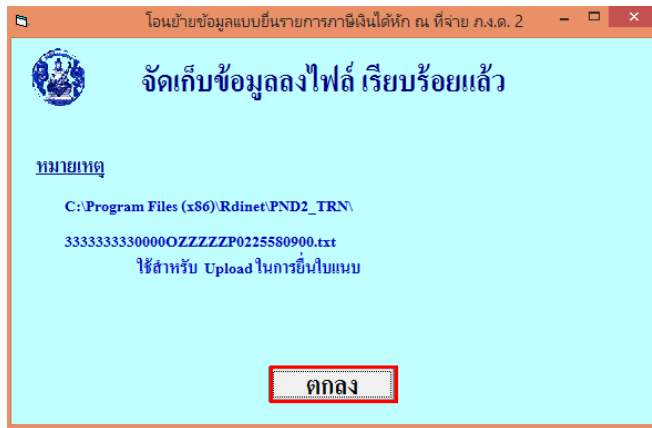 โอนย้ายข้อมูลแบบยื่นรายการภาษีเงินได้หัก ณ ที่จ่าย ภ.ง.ด. 2
จัดเก็บข้อมูลลงไฟล์ เรียบร้อยแล้ว
หมายเหตุ
C:\Program Files (x86)\Rdinet\PND2_TRN\
3333333330000OZZZZZP0225580900.txt
ใช้สำหรับ Upload ในการยื่นใบแนบ
ตกลง